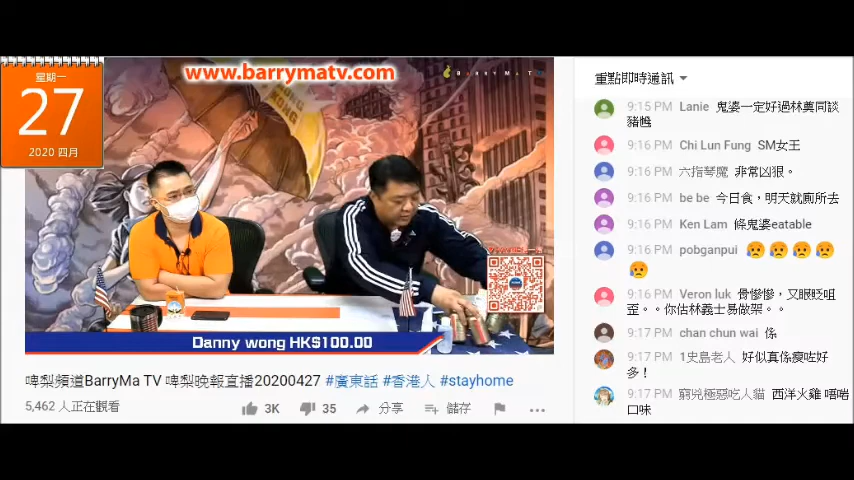 www.barrymatv.com
BARRY MA TV
星期一
27
2020 四月
Danny wong HK$100.00
啤梨頻道BarryMa TV 啤梨晚報直播20200427 #廣東話 #香港人 #stayhome
5,462 人正在觀看
3K
35
分享
儲存
重點即時通訊
9:15 PM Lanie 鬼婆一定好過林奠同談
豬乸
9:16 PM Chi Lun Fung SM女王
9:16 PM 六指琴魔 非常凶狠。
9:16 PM be be 今日食，明天就廁所去
9:16 PM Ken Lam 條鬼婆eatable
9:16 PM pobganpui
9:16 PM Veron luk 骨慘慘，又眼眨咀
歪。。你估林義士易做架。。
9:17 PM chan chun wai 係
9:17 PM 1史島老人 好似真係瘦咗好
多！
9:17 PM 窮兇極惡吃人貓 西洋火雞 唔啱
口味